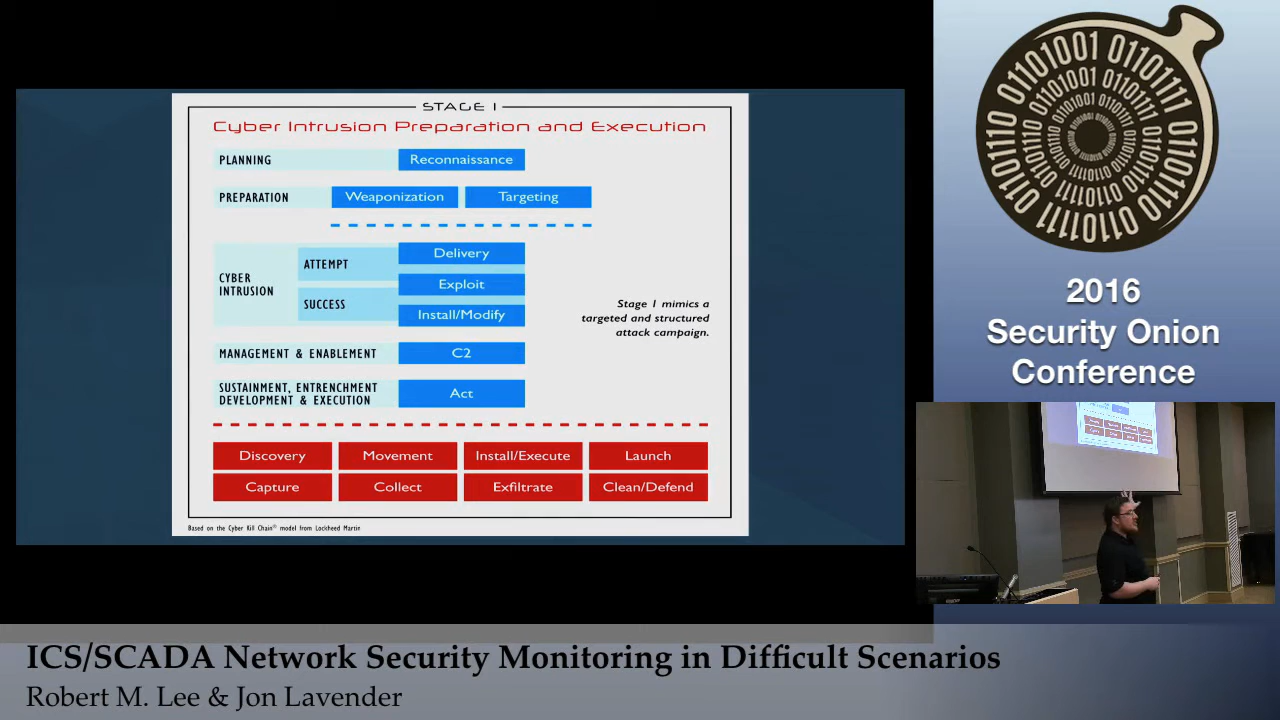 STAGE 1
Cyber Intrusion Preparation and Execution
PLANNING
Reconnaissance
PREPARATION
Weaponization
Targeting
CYBER
INTRUSION
ATTEMPT
SUCCESS
Delivery
Exploit
Install/Modify
Stage 1 mimics a
targeted and structured
attack campaign.
MANAGEMENT & ENABLEMENT
C2
SUSTAINMENT, ENTRENCHMENT
DEVELOPMENT & EXECUTION
Act
Discovery
Movement
Install/Execute
Launch
Capture
Collect
Exfiltrate
Clean/Defend
Based on the Cyber Kill Chain® model from Lockheed Martin
2016
Security Onion
Conference
ICS/SCADA Network Security Monitoring in Difficult Scenarios
Robert M. Lee & Jon Lavender